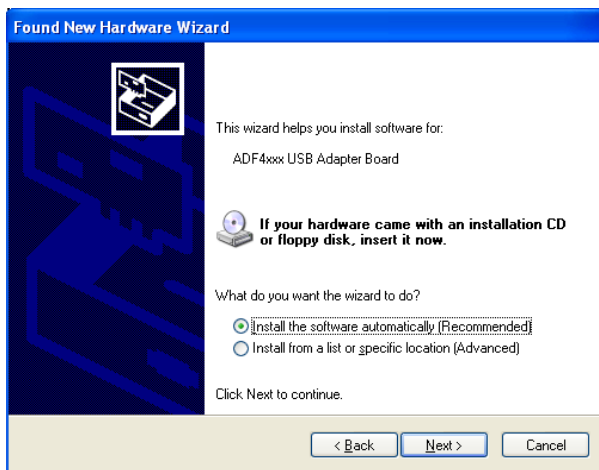 Found New Hardware Wizard
This wizard helps you install software for:
ADF4xxx USB Adapter Board
If your hardware came with an installation CD
or floppy disk, insert it now.
What do you want the wizard to do?
Install the software automatically (Recommended)
Install from a list or specific location (Advanced)
Click Next to continue.
< Back
Next >
Cancel